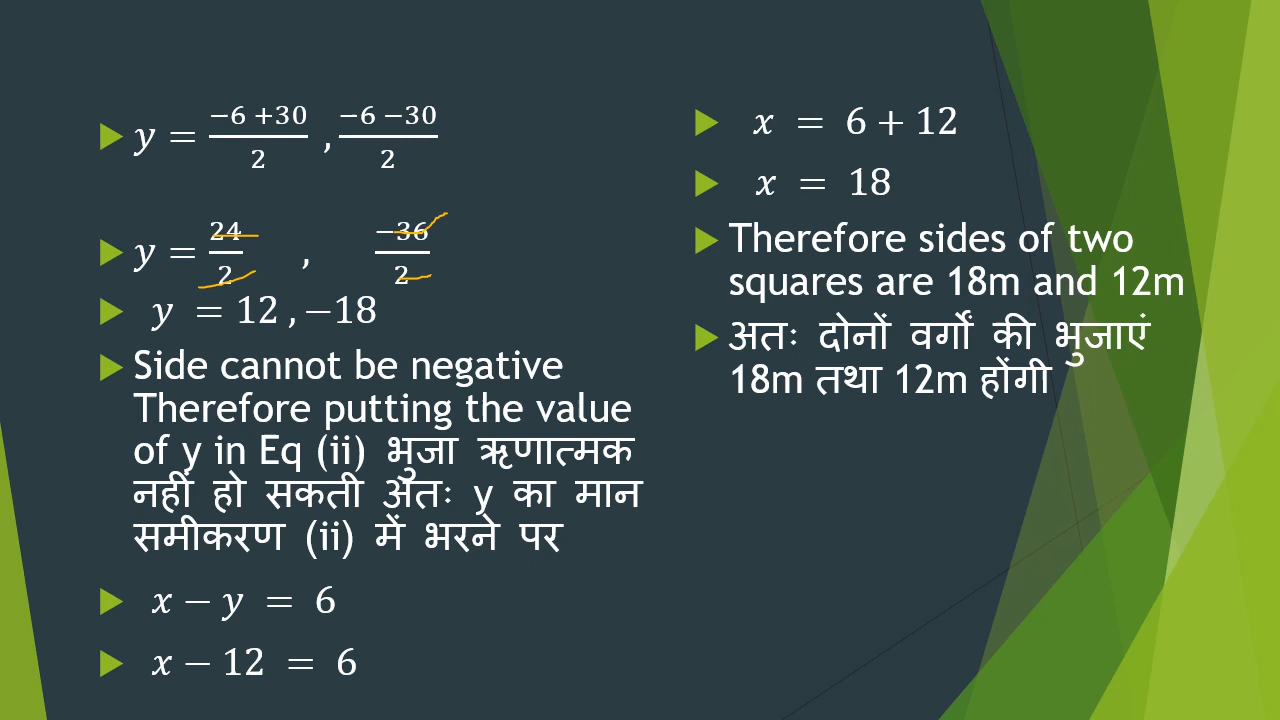 y = −6 +30/2 , −6 −30/2
y = 24/2 , −36/2
y = 12 , −18
Side cannot be negative
Therefore putting the value
of y in Eq (ii) भुजा ऋणात्मक
नहीं हो सकती अतः y का मान
समीकरण (ii) में भरने पर
x − y = 6
x − 12 = 6
x = 6 + 12
x = 18
Therefore sides of two
squares are 18m and 12m
अतः दोनों वर्गों की भुजाएं
18m तथा 12m होंगी